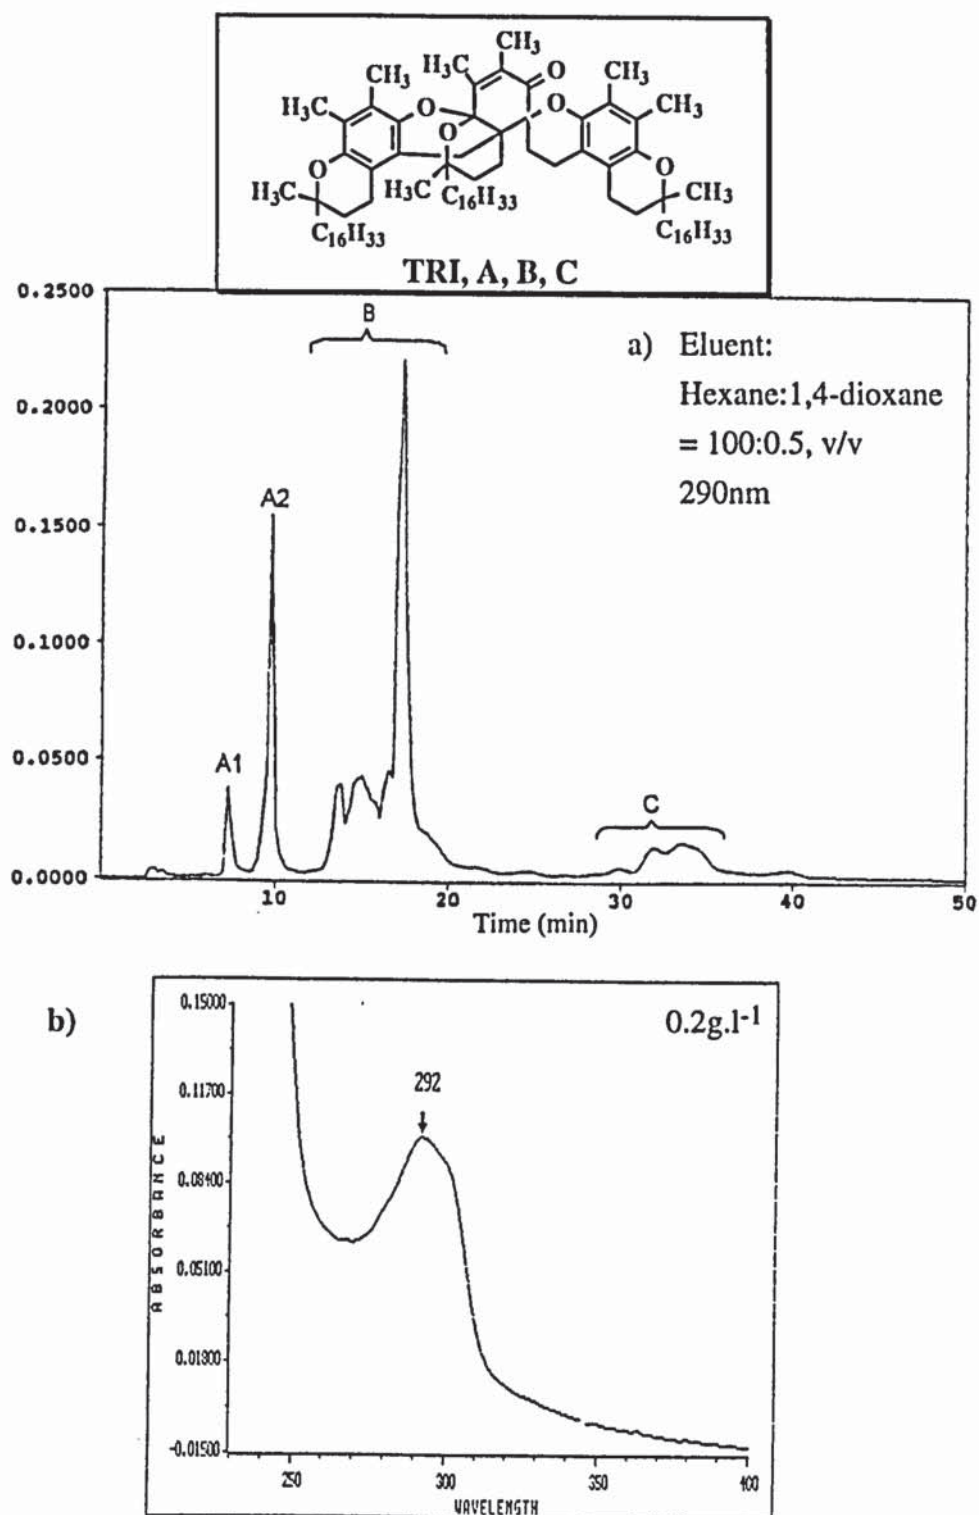 CH₃
H₃C
CH₃
O
CH₃
H₃C
O
O
CH₃
O
O
O
H₃C
H₃C
C₁₆H₃₃
CH₃
C₁₆H₃₃
C₁₆H₃₃
TRI, A, B, C
0.2500
0.2000
0.1500
0.1000
0.0500
0.0000
B
A2
A1
C
a) Eluent:
Hexane:1,4-dioxane
= 100:0.5, v/v
290nm
10
20
30
40
50
Time (min)
b)
0.2g.l⁻¹
292
ABSORBANCE
0.15000
0.11700
0.08400
0.05100
0.01800
-0.01500
250
300
350
400
WAVELENGTH